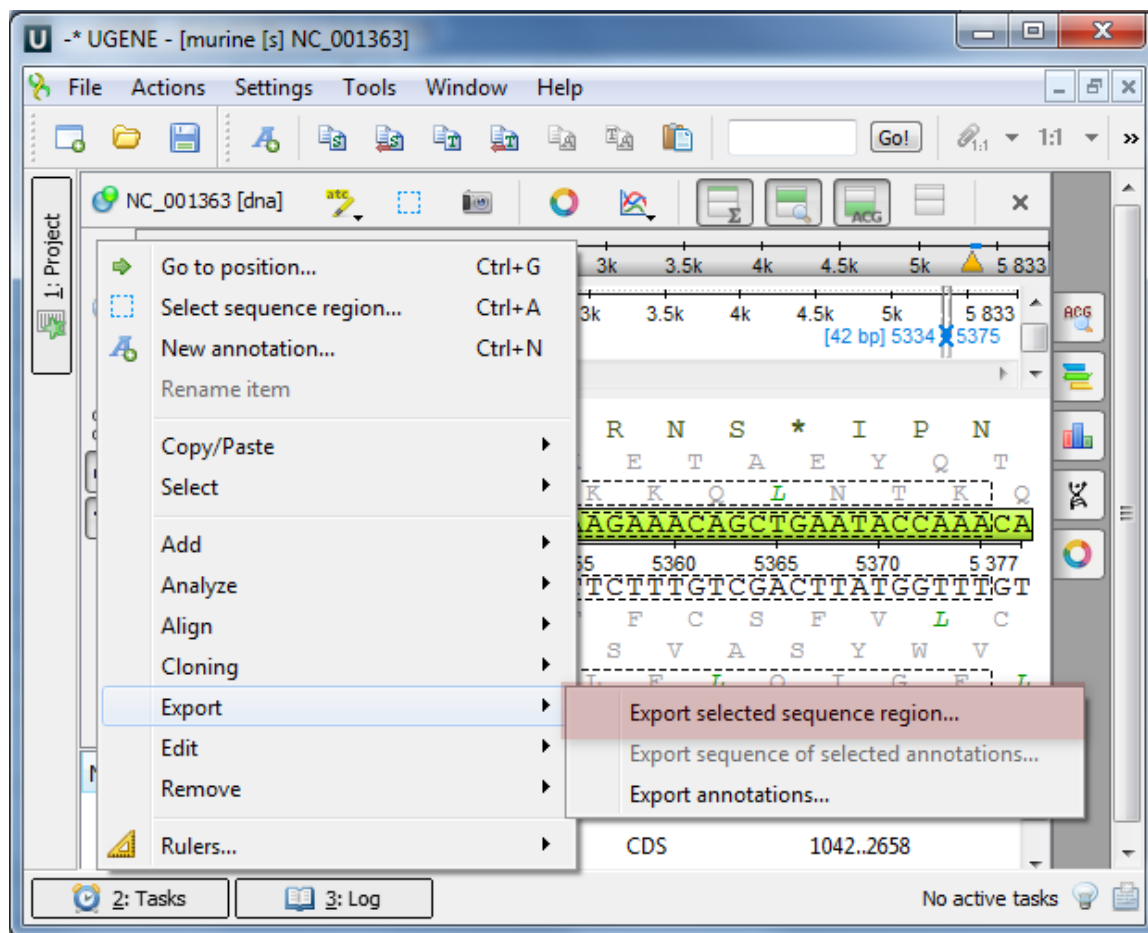 -* UGENE - [murine [s] NC_001363]
File Actions Settings Tools Window Help
Go! 1:1
NC_001363 [dna]
1: Project
Go to position... Ctrl+G
Select sequence region... Ctrl+A
New annotation... Ctrl+N
Rename item
Copy/Paste
Select
Add
Analyze
Align
Cloning
Export
Edit
Remove
Rulers...
3k 3.5k 4k 4.5k 5k 5 833
3k 3.5k 4k 4.5k 5k 5 833
[42 bp] 5334 5375
R N S * I P N
E T A E Y Q T
K K Q L N T K Q
AAGAAACAGCTGAATACCAAACA
5360 5365 5370 5 377
TTCTTTGTCGACTTATGGTTTGT
F C S F V L C
S V A S Y W V
L F L Q I G F L
Export selected sequence region...
Export sequence of selected annotations...
Export annotations...
CDS 1042..2658
2: Tasks 3: Log No active tasks